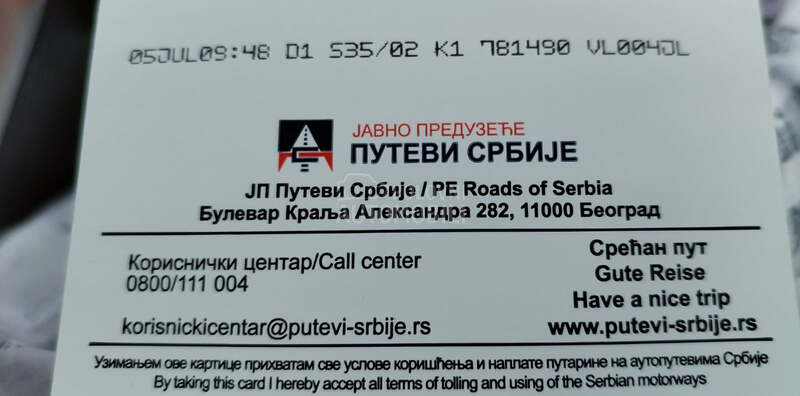 05JUL09:48 D1 S35/02 K1 781490 VL004JL
ЈАВНО ПРЕДУЗЕЋЕ
ПУТЕВИ СРБИЈЕ
ЈП Путеви Србије / PE Roads of Serbia
Булевар Краља Александра 282, 11000 Београд
Кориснички центар/Call center
0800/111 004
korisnickicentar@putevi-srbije.rs
Срећан пут
Gute Reise
Have a nice trip
www.putevi-srbije.rs
Узимањем ове картице прихватам све услове коришћења и наплате путарине на аутопутевима Србије
By taking this card I hereby accept all terms of tolling and using of the Serbian motorways